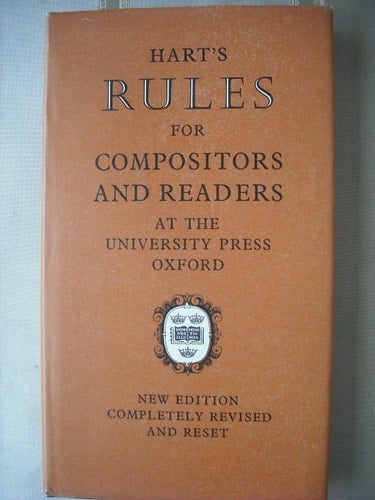 HART'S
RULES
FOR
COMPOSITORS
AND READERS
AT THE
UNIVERSITY PRESS
OXFORD
NEW EDITION
COMPLETELY REVISED
AND RESET